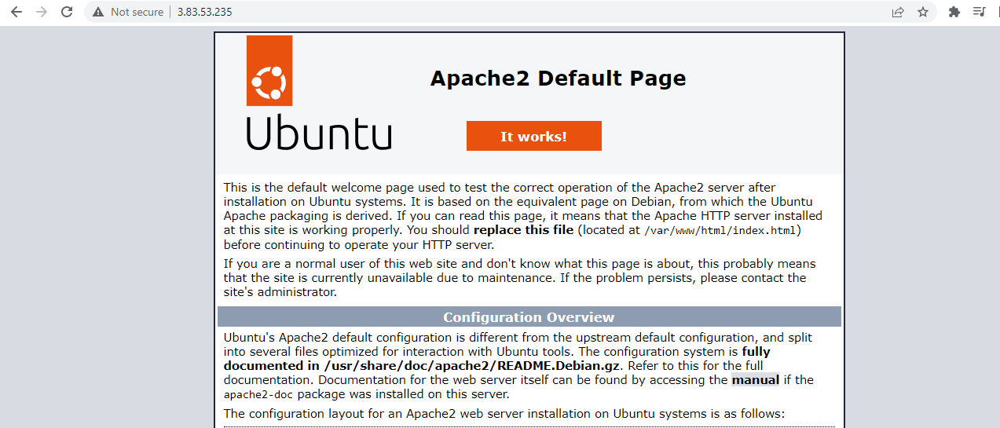 Not secure | 3.83.53.235
Apache2 Default Page
Ubuntu
It works!
This is the default welcome page used to test the correct operation of the Apache2 server after
installation on Ubuntu systems. It is based on the equivalent page on Debian, from which the Ubuntu
Apache packaging is derived. If you can read this page, it means that the Apache HTTP server installed
at this site is working properly. You should replace this file (located at /var/www/html/index.html)
before continuing to operate your HTTP server.
If you are a normal user of this web site and don't know what this page is about, this probably means
that the site is currently unavailable due to maintenance. If the problem persists, please contact the
site's administrator.
Configuration Overview
Ubuntu's Apache2 default configuration is different from the upstream default configuration, and split
into several files optimized for interaction with Ubuntu tools. The configuration system is fully
documented in /usr/share/doc/apache2/README.Debian.gz. Refer to this for the full
documentation. Documentation for the web server itself can be found by accessing the manual if the
apache2-doc package was installed on this server.
The configuration layout for an Apache2 web server installation on Ubuntu systems is as follows: